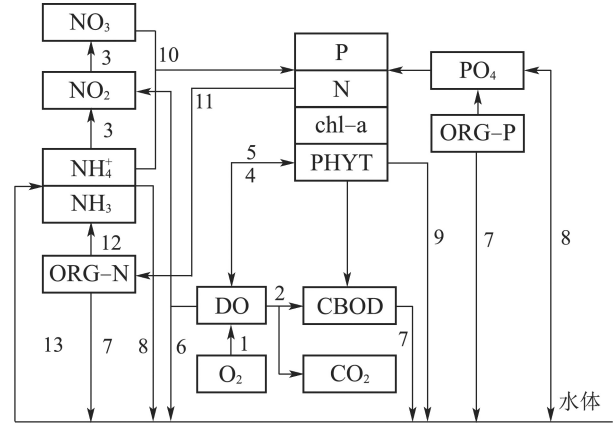 NO₃
10
P
3
N
PO₄
NO₂
11
chl-a
ORG-P
3
NH₄⁺
5
PHYT
4
NH₃
9
7
8
12
ORG-N
DO
2
CBOD
13
7
8
6
1
7
O₂
CO₂
水体